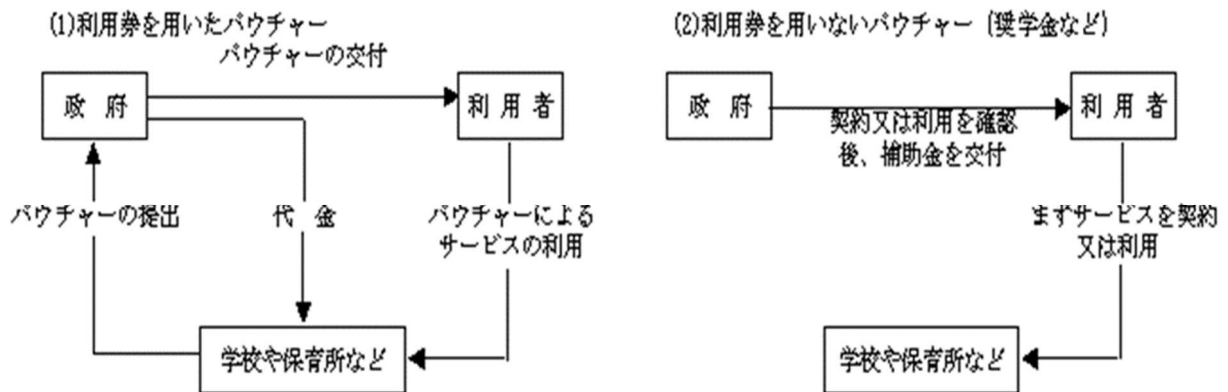 (1)利用券を用いたバウチャー
バウチャーの交付
政 府
利 用 者
バウチャーの提出
代 金
バウチャーによる
サービスの利用
学校や保育所など
(2)利用券を用いないバウチャー (奨学金など)
政 府
利 用 者
契約又は利用を確認
後、補助金を交付
まずサービスを契約
又は利用
学校や保育所など